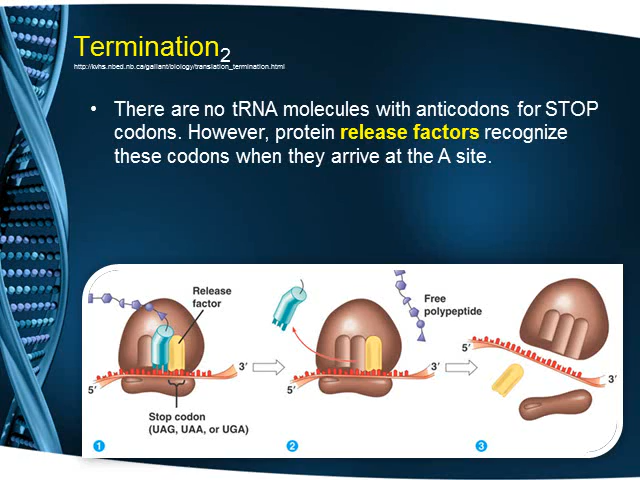 Termination2
http://kvhs.nbed.nb.ca/gallant/biology/translation_termination.html
• There are no tRNA molecules with anticodons for STOP
codons. However, protein release factors recognize
these codons when they arrive at the A site.
Release
factor
Free
polypeptide
3′
5′
3′
5′
5′
3′
Stop codon
(UAG, UAA, or UGA)
1
2
3